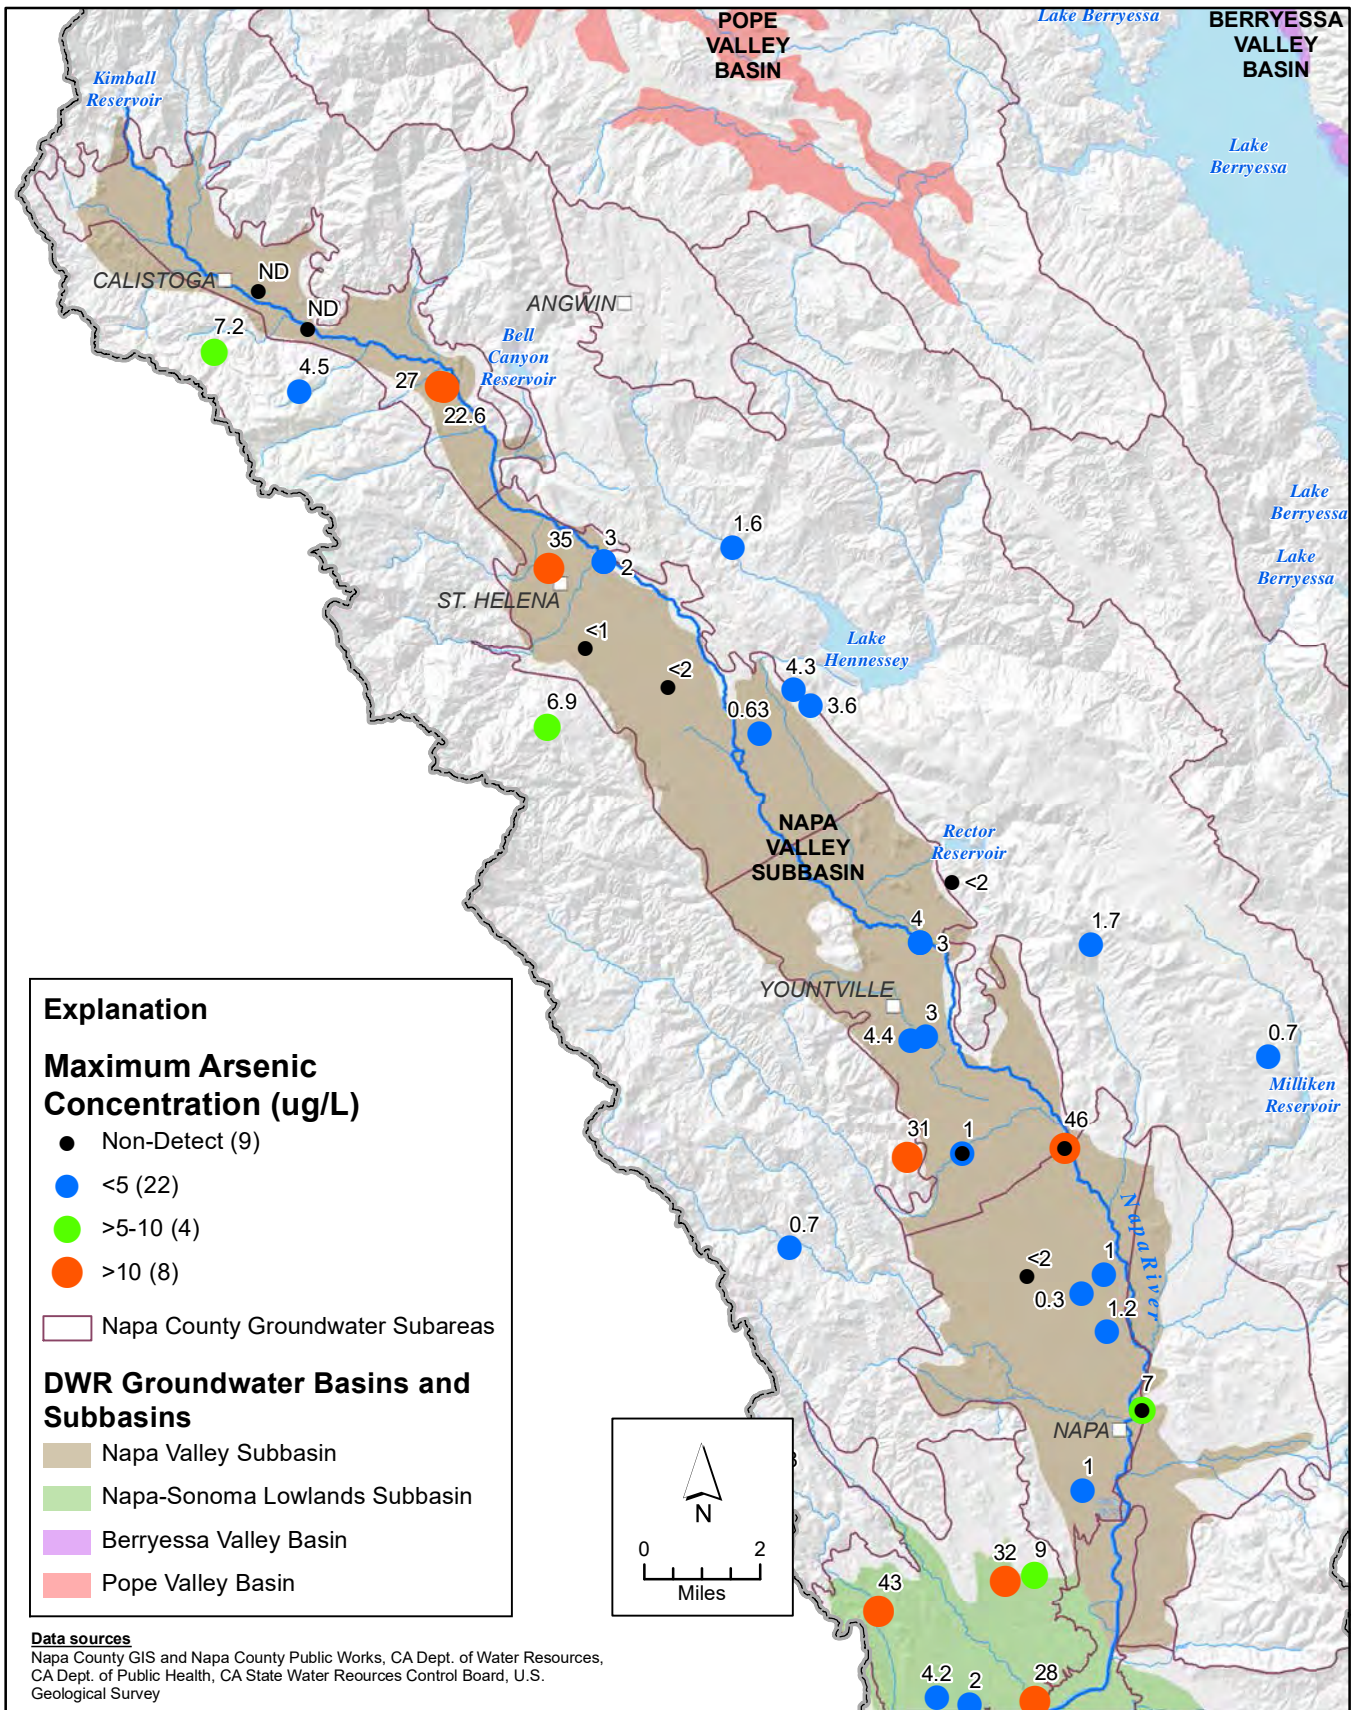 POPE
VALLEY
BASIN
Lake Berryessa
BERRYESSA
VALLEY
BASIN
Kimball
Reservoir
Lake
Berryessa
CALISTOGA
ND
ND
ANGWIN
7.2
4.5
Bell
Canyon
Reservoir
27
22.6
Lake
Berryessa
Lake
Berryessa
1.6
35
3
2
ST. HELENA
<1
<2
Lake
Hennessey
4.3
3.6
6.9
0.63
NAPA
VALLEY
SUBBASIN
Rector
Reservoir
<2
4
3
1.7
YOUNTVILLE
3
4.4
0.7
Milliken
Reservoir
31
1
46
Napa River
0.7
<2
1
0.3
1.2
7
NAPA
1
32
9
43
4.2
2
28
Explanation
Maximum Arsenic
Concentration (ug/L)
Non-Detect (9)
<5 (22)
>5-10 (4)
>10 (8)
Napa County Groundwater Subareas
DWR Groundwater Basins and
Subbasins
Napa Valley Subbasin
Napa-Sonoma Lowlands Subbasin
Berryessa Valley Basin
Pope Valley Basin
N
0 2
Miles
Data sources
Napa County GIS and Napa County Public Works, CA Dept. of Water Resources,
CA Dept. of Public Health, CA State Water Reources Control Board, U.S.
Geological Survey